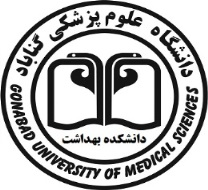 دانشگاه علوم پزشکی گناباد
دانشکده بهداشت
GONABAD UNIVERSITY OF MEDICAL SCIENCES